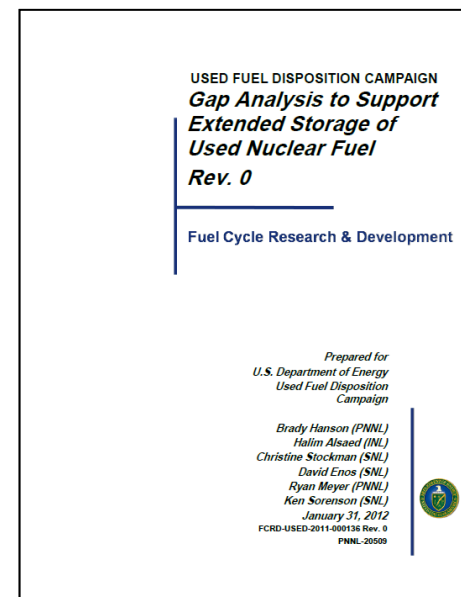 USED FUEL DISPOSITION CAMPAIGN
Gap Analysis to Support
Extended Storage of
Used Nuclear Fuel
Rev. 0
Fuel Cycle Research & Development
Prepared for
U.S. Department of Energy
Used Fuel Disposition
Campaign
Brady Hanson (PNNL)
Halim Alsaed (INL)
Christine Stockman (SNL)
David Enos (SNL)
Ryan Meyer (PNNL)
Ken Sorenson (SNL)
January 31, 2012
FCRD-USED-2011-000136 Rev. 0
PNNL-20509